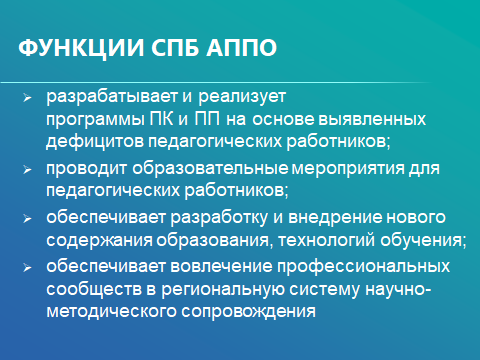 ФУНКЦИИ СПБ АППО
разрабатывает и реализует
программы ПК и ПП на основе выявленных
дефицитов педагогических работников;
проводит образовательные мероприятия для
педагогических работников;
обеспечивает разработку и внедрение нового
содержания образования, технологий обучения;
обеспечивает вовлечение профессиональных
сообществ в региональную систему научно-
методического сопровождения